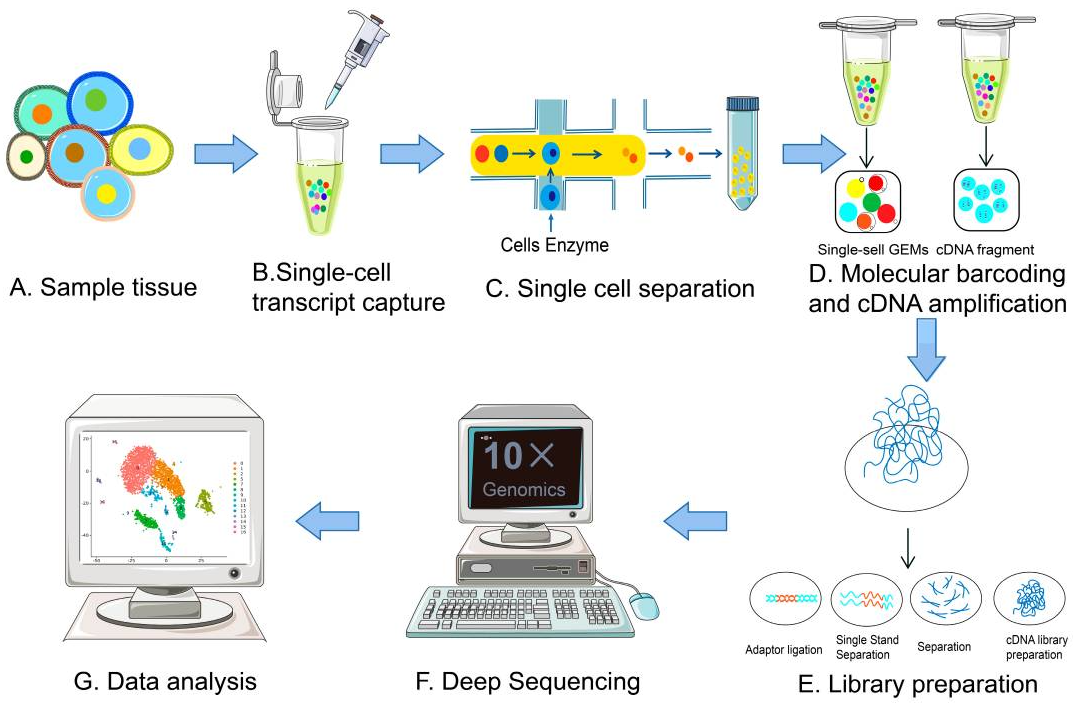 Cells Enzyme
Single-sell GEMs cDNA fragment
A. Sample tissue
B.Single-cell
transcript capture
C. Single cell separation
D. Molecular barcoding
and cDNA amplification
10×
Genomics
Adaptor ligation
Single Stand
Separation
Separation
cDNA library
preparation
G. Data analysis
F. Deep Sequencing
E. Library preparation